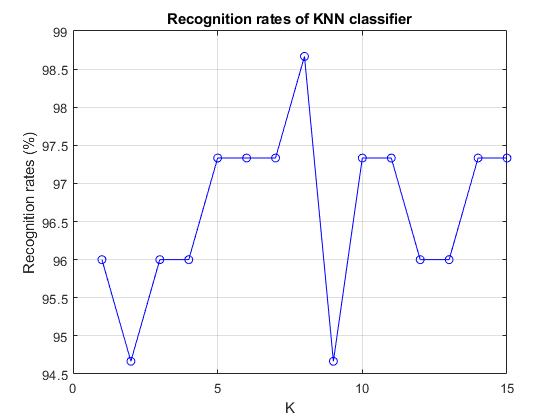 Recognition rates of KNN classifier
99
98.5
98
97.5
97
96.5
96
95.5
95
94.5
Recognition rates (%)
0 5 10 15
K